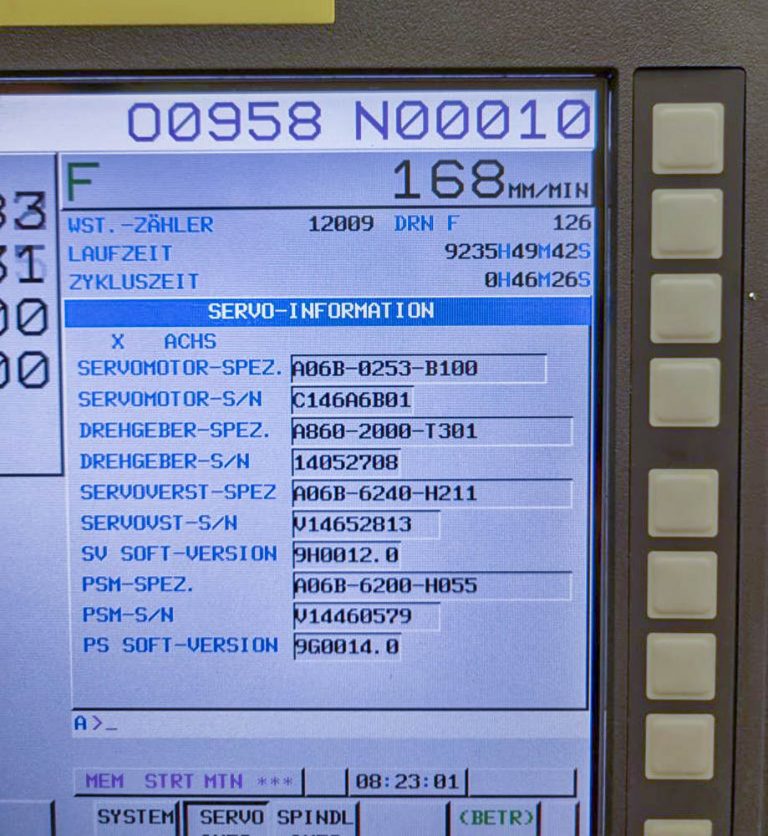 O00958 N00010
F 168 MM/MIN
WST.-ZÄHLER 12009 DRN F 126
LAUFZEIT 9235H49M42S
ZYKLUSZEIT 0H46M26S
SERVO-INFORMATION
X ACHS
SERVOMOTOR-SPEZ. A06B-0253-B100
SERVOMOTOR-S/N C146A6B01
DREHGEBER-SPEZ. A860-2000-T301
DREHGEBER-S/N 14052708
SERVOVERST-SPEZ A06B-6240-H211
SERVOVST-S/N V14652813
SV SOFT-VERSION 9H0012.0
PSM-SPEZ. A06B-6200-H055
PSM-S/N V14460579
PS SOFT-VERSION 9G0014.0
A>_
MEM STRT MTN *** 08:23:01
SYSTEM SERVO SPINDL (BETR)